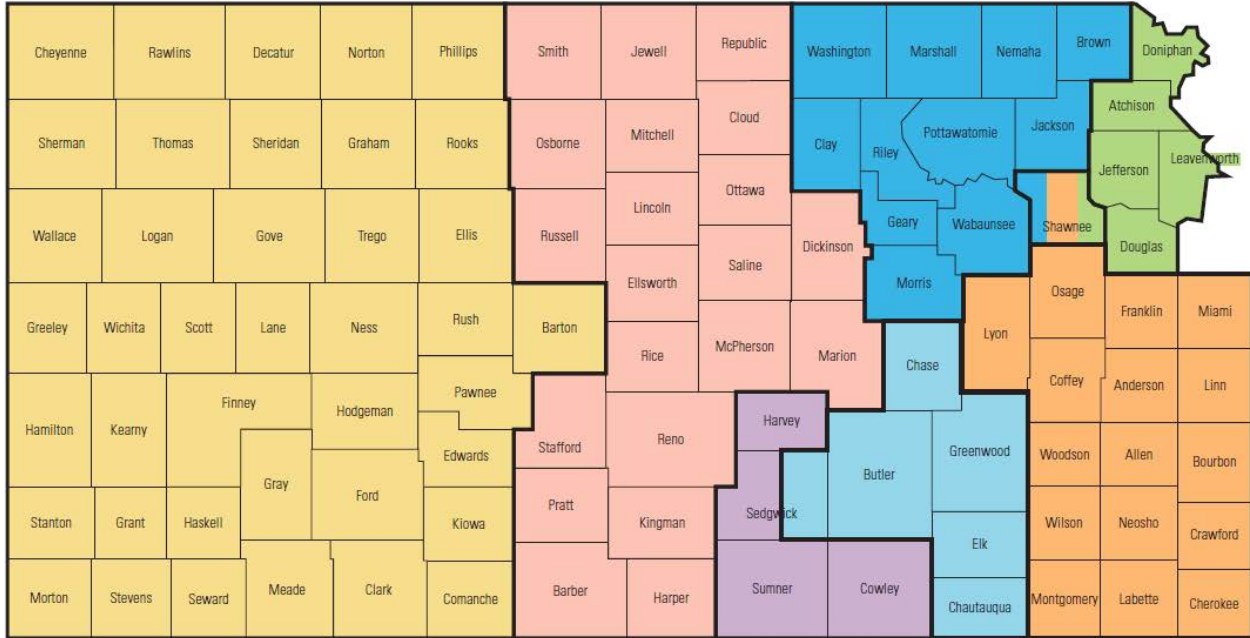 Cheyenne
Rawlins
Decatur
Norton
Phillips
Smith
Jewell
Republic
Washington
Marshall
Nemaha
Brown
Doniphan
Sherman
Thomas
Sheridan
Graham
Rooks
Osborne
Mitchell
Cloud
Clay
Riley
Pottawatomie
Jackson
Atchison
Jefferson
Leavenworth
Wallace
Logan
Gove
Trego
Ellis
Russell
Lincoln
Ottawa
Dickinson
Geary
Wabaunsee
Shawnee
Douglas
Ellsworth
Saline
Morris
Greeley
Wichita
Scott
Lane
Ness
Rush
Barton
Rice
McPherson
Marion
Chase
Lyon
Osage
Franklin
Miami
Hamilton
Kearny
Finney
Hodgeman
Pawnee
Stafford
Reno
Harvey
Coffey
Anderson
Linn
Gray
Ford
Edwards
Butler
Greenwood
Woodson
Allen
Bourbon
Stanton
Grant
Haskell
Kiowa
Pratt
Kingman
Sedgwick
Elk
Wilson
Neosho
Crawford
Morton
Stevens
Seward
Meade
Clark
Comanche
Barber
Harper
Sumner
Cowley
Chautauqua
Montgomery
Labette
Cherokee